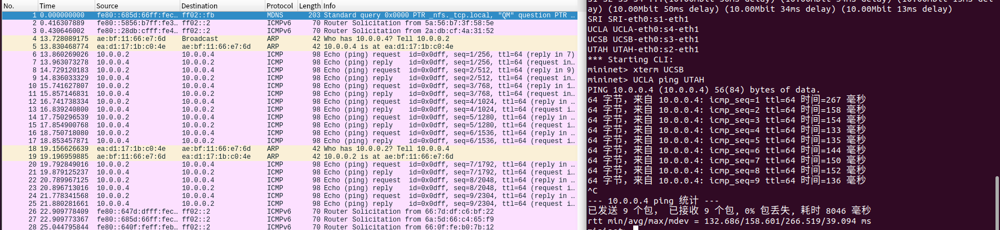 No. Time Source Destination Protocol Length Info
1 0.000000000 fe80::685d:66ff:fec… ff02::fb MDNS 203 Standard query 0x0000 PTR _nfs._tcp.local, "QM" question PTR …
2 0.416307889 fe80::5856:b7ff:fe3… ff02::2 ICMPv6 70 Router Solicitation from 5a:56:b7:3f:58:5e
3 0.430646002 fe80::28db:cfff:fe4… ff02::2 ICMPv6 70 Router Solicitation from 2a:db:cf:4a:31:52
4 13.728089175 ae:bf:11:66:e7:6d Broadcast ARP 42 Who has 10.0.0.4? Tell 10.0.0.2
5 13.830468774 ea:d1:17:1b:c0:4e ae:bf:11:66:e7:6d ARP 42 10.0.0.4 is at ea:d1:17:1b:c0:4e
6 13.860269026 10.0.0.2 10.0.0.4 ICMP 98 Echo (ping) request id=0x0dff, seq=1/256, ttl=64 (reply in 7)
7 13.963073278 10.0.0.4 10.0.0.2 ICMP 98 Echo (ping) reply id=0x0dff, seq=1/256, ttl=64 (request in…
8 14.729120183 10.0.0.2 10.0.0.4 ICMP 98 Echo (ping) request id=0x0dff, seq=2/512, ttl=64 (reply in 9)
9 14.836033329 10.0.0.4 10.0.0.2 ICMP 98 Echo (ping) reply id=0x0dff, seq=2/512, ttl=64 (request in…
10 15.741627807 10.0.0.2 10.0.0.4 ICMP 98 Echo (ping) request id=0x0dff, seq=3/768, ttl=64 (reply in 1…
11 15.857146831 10.0.0.4 10.0.0.2 ICMP 98 Echo (ping) reply id=0x0dff, seq=3/768, ttl=64 (request in…
12 16.741738334 10.0.0.2 10.0.0.4 ICMP 98 Echo (ping) request id=0x0dff, seq=4/1024, ttl=64 (reply in …
13 16.839240800 10.0.0.4 10.0.0.2 ICMP 98 Echo (ping) reply id=0x0dff, seq=4/1024, ttl=64 (request i…
14 17.750296539 10.0.0.2 10.0.0.4 ICMP 98 Echo (ping) request id=0x0dff, seq=5/1280, ttl=64 (reply in …
15 17.854900768 10.0.0.4 10.0.0.2 ICMP 98 Echo (ping) reply id=0x0dff, seq=5/1280, ttl=64 (request i…
16 18.750718080 10.0.0.2 10.0.0.4 ICMP 98 Echo (ping) request id=0x0dff, seq=6/1536, ttl=64 (reply in …
17 18.853457871 10.0.0.4 10.0.0.2 ICMP 98 Echo (ping) reply id=0x0dff, seq=6/1536, ttl=64 (request i…
18 19.156626639 ea:d1:17:1b:c0:4e ae:bf:11:66:e7:6d ARP 42 Who has 10.0.0.2? Tell 10.0.0.4
19 19.196959885 ae:bf:11:66:e7:6d ea:d1:17:1b:c0:4e ARP 42 10.0.0.2 is at ae:bf:11:66:e7:6d
20 19.792849016 10.0.0.2 10.0.0.4 ICMP 98 Echo (ping) request id=0x0dff, seq=7/1792, ttl=64 (reply in …
21 19.879125237 10.0.0.4 10.0.0.2 ICMP 98 Echo (ping) reply id=0x0dff, seq=7/1792, ttl=64 (request i…
22 20.789967125 10.0.0.2 10.0.0.4 ICMP 98 Echo (ping) request id=0x0dff, seq=8/2048, ttl=64 (reply in …
23 20.896713016 10.0.0.4 10.0.0.2 ICMP 98 Echo (ping) reply id=0x0dff, seq=8/2048, ttl=64 (request i…
24 21.778341568 10.0.0.2 10.0.0.4 ICMP 98 Echo (ping) request id=0x0dff, seq=9/2304, ttl=64 (reply in …
25 21.880281661 10.0.0.4 10.0.0.2 ICMP 98 Echo (ping) reply id=0x0dff, seq=9/2304, ttl=64 (request i…
26 22.909778409 fe80::647d:dfff:fec… ff02::2 ICMPv6 70 Router Solicitation from 66:7d:df:c6:bf:22
27 22.909773367 fe80::685d:66ff:fec… ff02::2 ICMPv6 70 Router Solicitation from 6a:5d:66:c4:65:f9
28 25.044795844 fe80::640f:feff:feb… ff02::2 ICMPv6 70 Router Solicitation from 66:0f:fe:b0:7b:12
ay) (10.00Mbit 50ms delay) (10.00Mbit 34ms delay) (10.00Mbit 13ms delay)
SRI SRI-eth0:s1-eth1
UCLA UCLA-eth0:s4-eth1
UCSB UCSB-eth0:s3-eth1
UTAH UTAH-eth0:s2-eth1
*** Starting CLI:
mininet> xterm UCSB
mininet> UCLA ping UTAH
PING 10.0.0.4 (10.0.0.4) 56(84) bytes of data.
64 字节，来自 10.0.0.4: icmp_seq=1 ttl=64 时间=267 毫秒
64 字节，来自 10.0.0.4: icmp_seq=2 ttl=64 时间=158 毫秒
64 字节，来自 10.0.0.4: icmp_seq=3 ttl=64 时间=154 毫秒
64 字节，来自 10.0.0.4: icmp_seq=4 ttl=64 时间=133 毫秒
64 字节，来自 10.0.0.4: icmp_seq=5 ttl=64 时间=135 毫秒
64 字节，来自 10.0.0.4: icmp_seq=6 ttl=64 时间=144 毫秒
64 字节，来自 10.0.0.4: icmp_seq=7 ttl=64 时间=150 毫秒
64 字节，来自 10.0.0.4: icmp_seq=8 ttl=64 时间=152 毫秒
64 字节，来自 10.0.0.4: icmp_seq=9 ttl=64 时间=136 毫秒
^C
--- 10.0.0.4 ping 统计 ---
已发送 9 个包， 已接收 9 个包, 0% 包丢失, 耗时 8046 毫秒
rtt min/avg/max/mdev = 132.686/158.601/266.519/39.094 ms